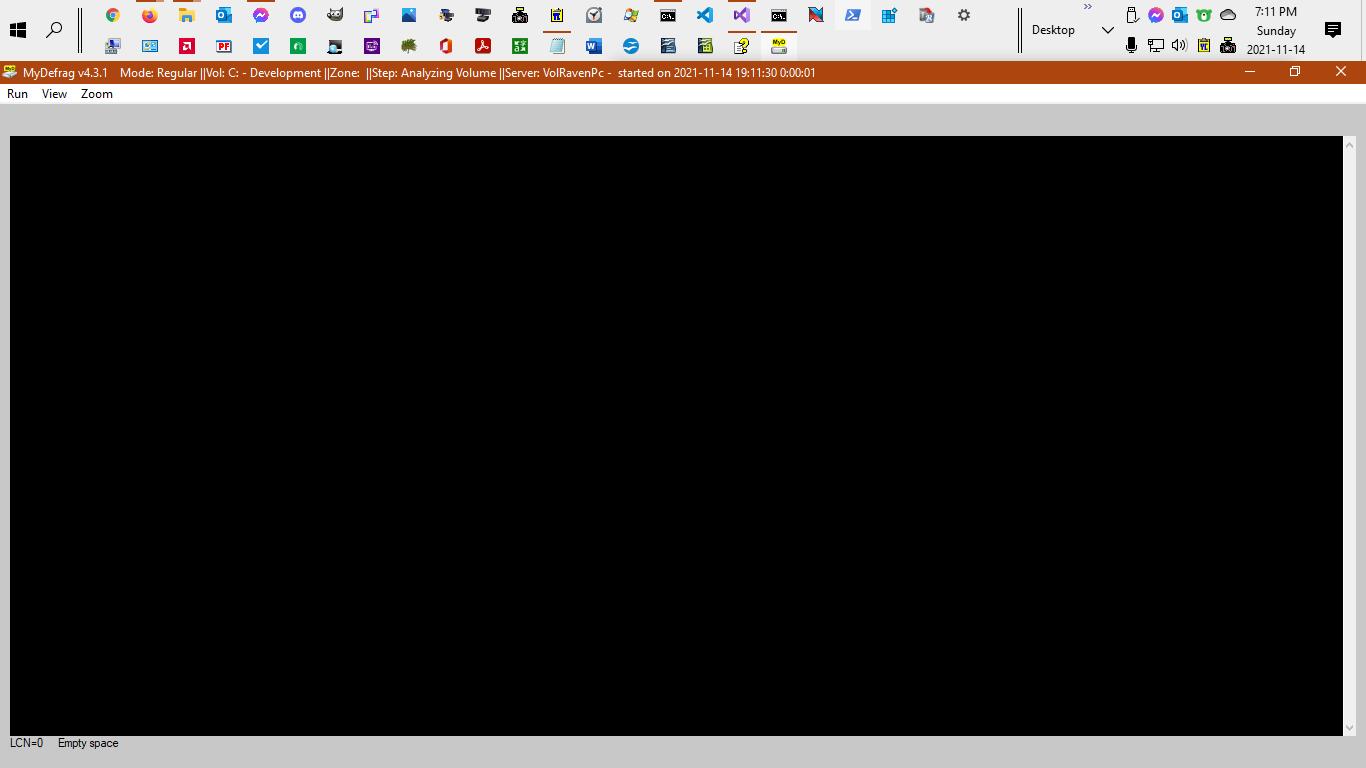 7:11 PM
Desktop
Sunday
2021-11-14
MyDefrag v4.3.1 Mode: Regular ||Vol: C: - Development ||Zone: ||Step: Analyzing Volume ||Server: VolRavenPc - started on 2021-11-14 19:11:30 0:00:01
Run View Zoom
LCN=0 Empty space